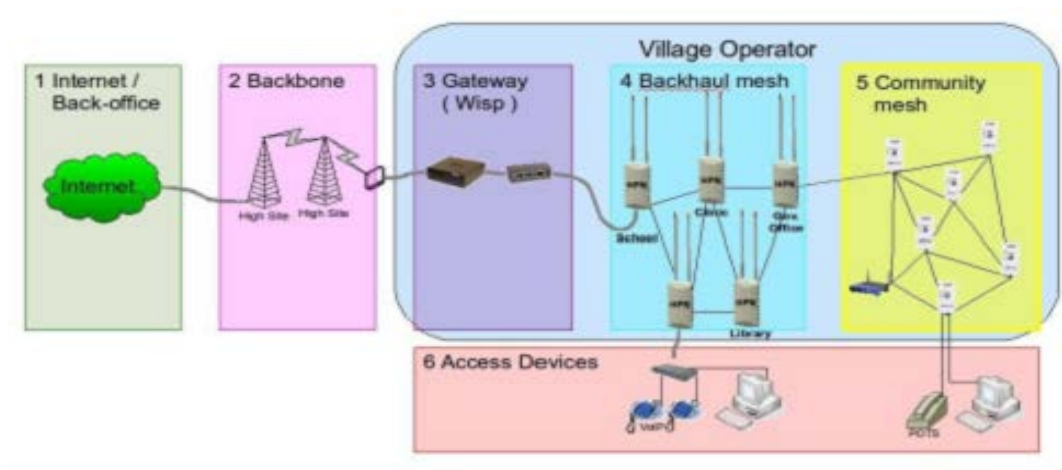 Village Operator
1 Internet /
Back-office
2 Backbone
3 Gateway
( Wisp )
4 Backhaul mesh
5 Community
mesh
Internet
High Site
High Site
School
Clinic
Office
Library
6 Access Devices
VoIP
POTS